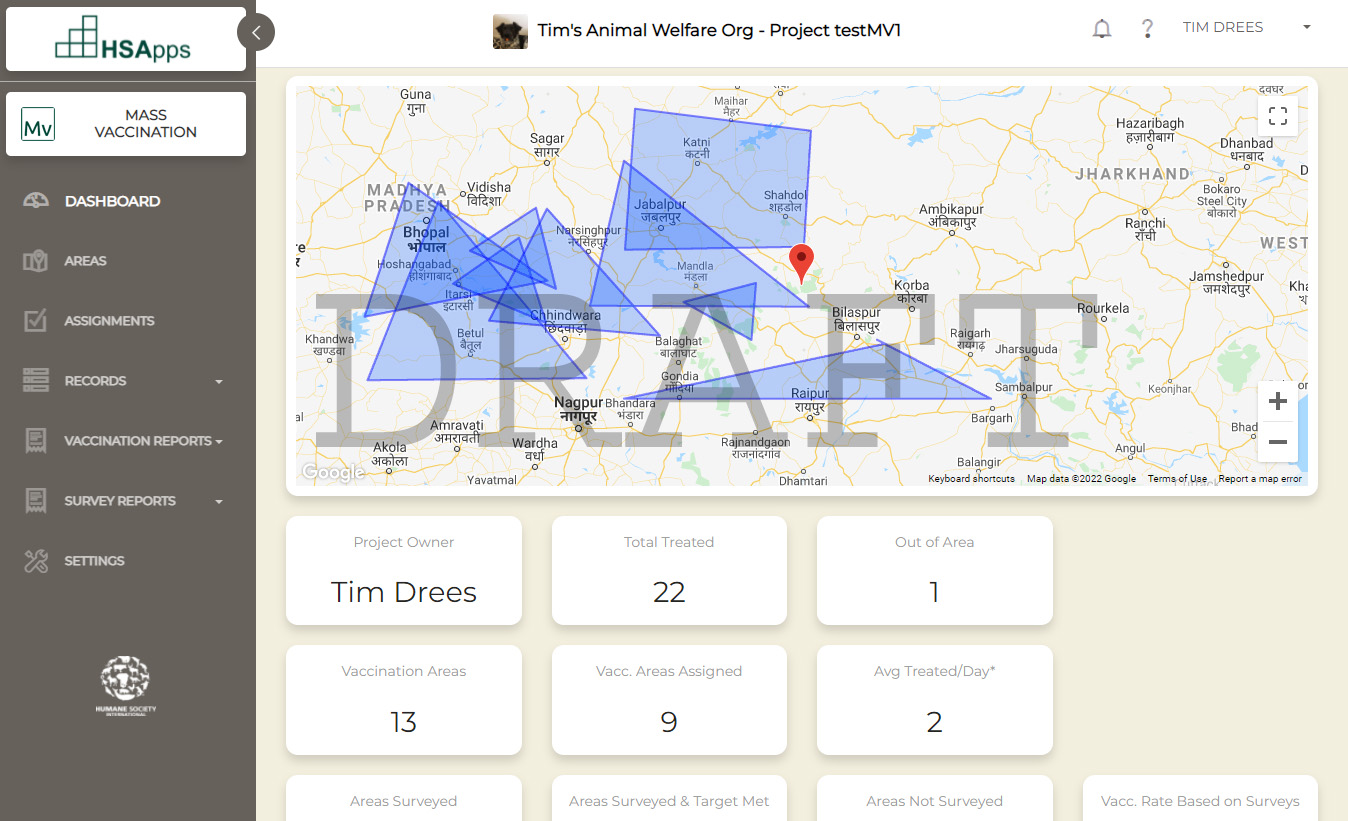 HSApps
Tim's Animal Welfare Org - Project testMV1
TIM DREES
Mv
MASS
VACCINATION
DASHBOARD
AREAS
ASSIGNMENTS
RECORDS
VACCINATION REPORTS
SURVEY REPORTS
SETTINGS
HUMANE SOCIETY
INTERNATIONAL
Guna
गुना
Maihar
मैहर
देवघर
Hazaribagh
हज़ारीबाग
Sagar
सागर
Katni
कटनी
Dhanbad
धनबाद
JHARKHAND
MADHYA
PRADESH
Vidisha
विदिशा
Shahdol
शहडोल
Bokaro
Steel City
बोकारो
Jabalpur
जबलपुर
Ambikapur
अंबिकापुर
Ranchi
राँची
Bhopal
भोपाल
Narsinghpur
नरसिंहपुर
WEST
Hoshangabad
होशंगाबाद
Mandla
मंडला
Jamshedpur
जमशेदपुर
Itarsi
इटारसी
Korba
कोरबा
Chhindwara
छिंदवाड़ा
Bilaspur
बिलासपुर
Rourkela
DRAFT
Khandwa
खण्डवा
Betul
बैतूल
Balaghat
बालाघाट
Raigarh
रायगढ़
Jharsuguda
Gondia
गोंदिया
Sambalpur
Keonjhar
Nagpur
नागपूर
Bhandara
भंडारा
Raipur
रायपुर
Bargarh
Amravati
अमरावती
Akola
अकोला
Wardha
वर्धा
Rajnandgaon
राजनांदगांव
Angul
Bhad
Balangir
Yavatmal
Dhamtari
Google
Keyboard shortcuts
Map data ©2022 Google
Terms of Use
Report a map error
Project Owner
Tim Drees
Total Treated
22
Out of Area
1
Vaccination Areas
13
Vacc. Areas Assigned
9
Avg Treated/Day*
2
Areas Surveyed
Areas Surveyed & Target Met
Areas Not Surveyed
Vacc. Rate Based on Surveys